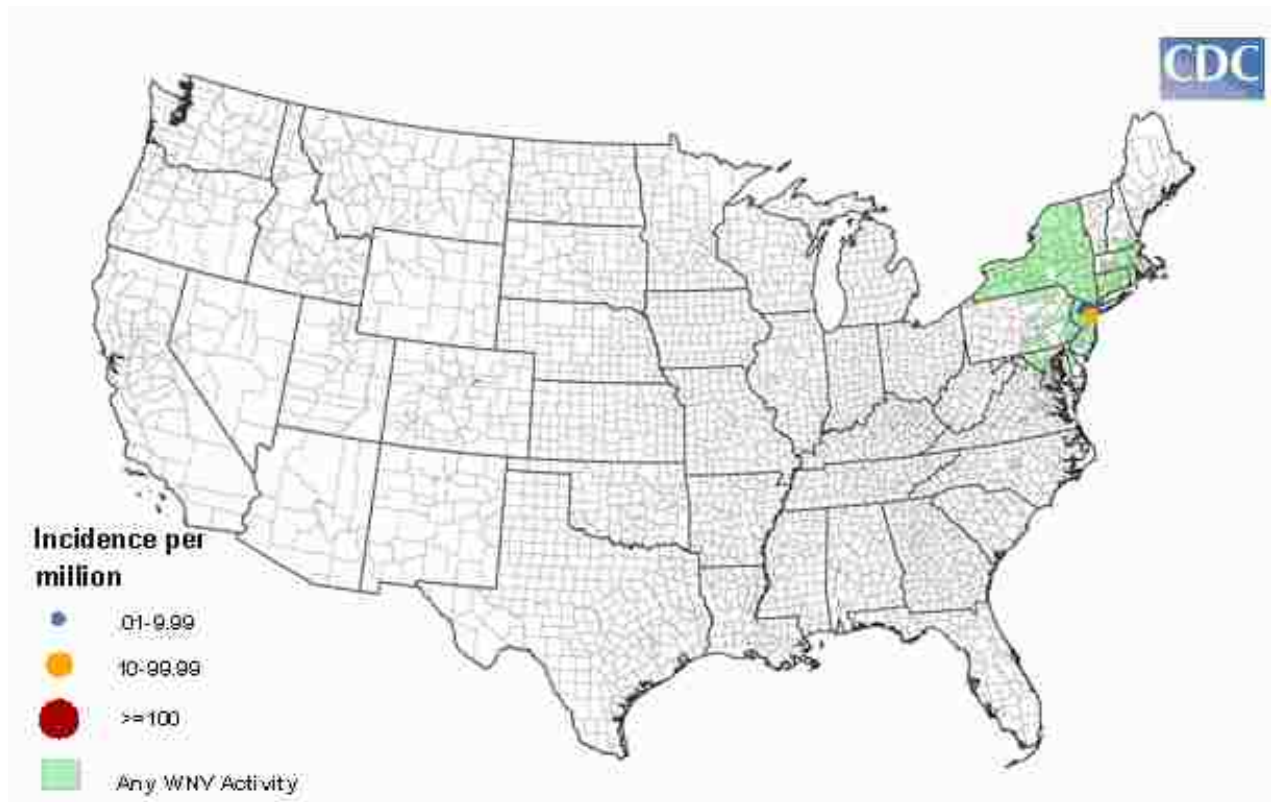 CDC
Incidence per
million
.01-9.99
10-99.99
>=100
Any WNV Activity